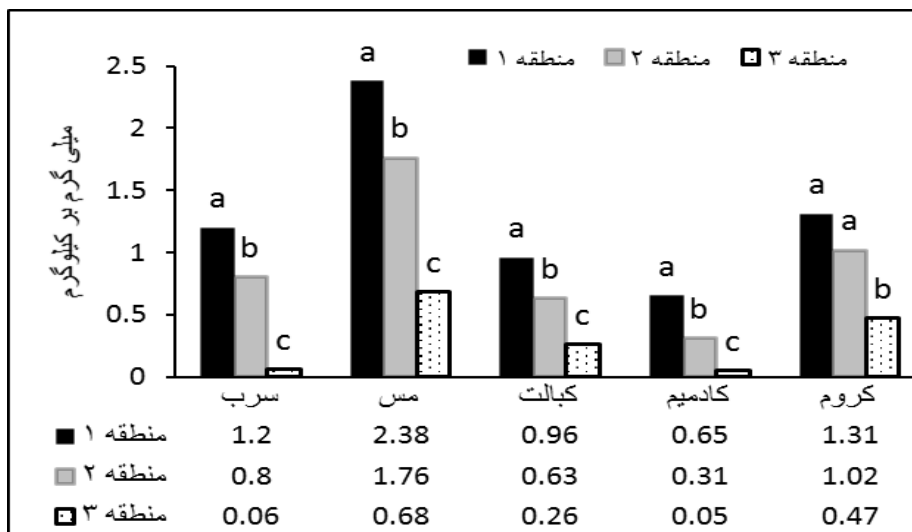 منطقه ۱ منطقه ۲ منطقه ۳
میلی گرم بر کیلوگرم
2.5
a
2
b
1.5
a a
a a
1
b b
c a
0.5
b c b
c c
0
سرب مس کبالت کادمیم کروم
منطقه ۱ 1.2 2.38 0.96 0.65 1.31
منطقه ۲ 0.8 1.76 0.63 0.31 1.02
منطقه ۳ 0.06 0.68 0.26 0.05 0.47